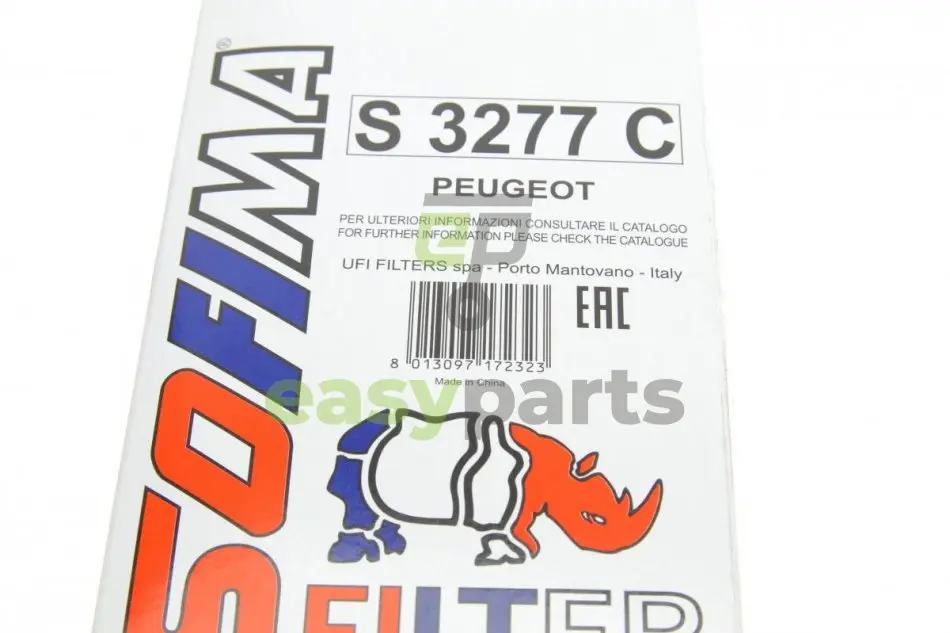 SOFIMA®
S 3277 C
PEUGEOT
PER ULTERIORI INFORMAZIONI CONSULTARE IL CATALOGO
FOR FURTHER INFORMATION PLEASE CHECK THE CATALOGUE
UFI FILTERS spa - Porto Mantovano - Italy
EAC
8 013097 172323
Made in China
easyparts
FILTER